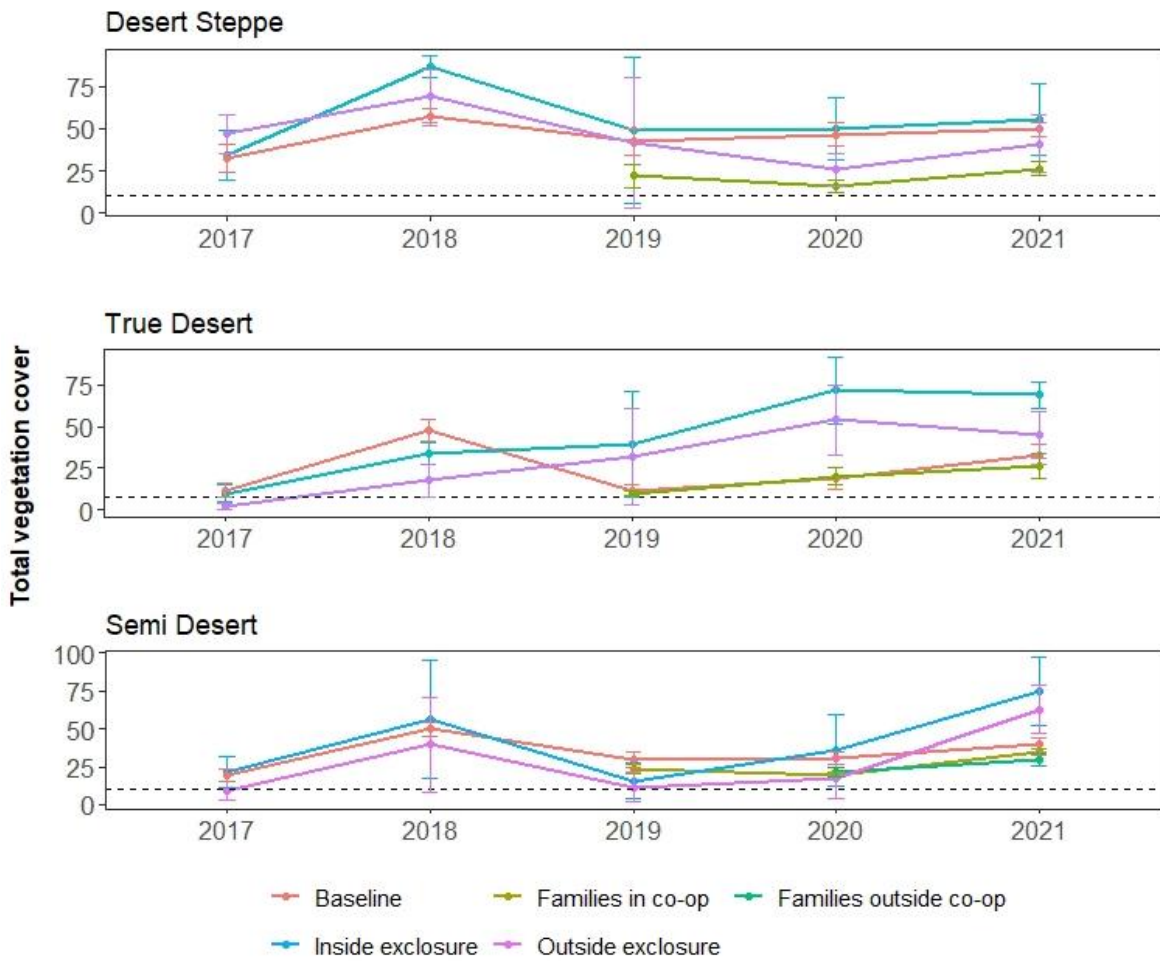 Desert Steppe
75
50
25
0
2017 2018 2019 2020 2021
True Desert
75
50
25
0
2017 2018 2019 2020 2021
Total vegetation cover
Semi Desert
100
75
50
25
0
2017 2018 2019 2020 2021
Baseline Families in co-op Families outside co-op
Inside exclosure Outside exclosure